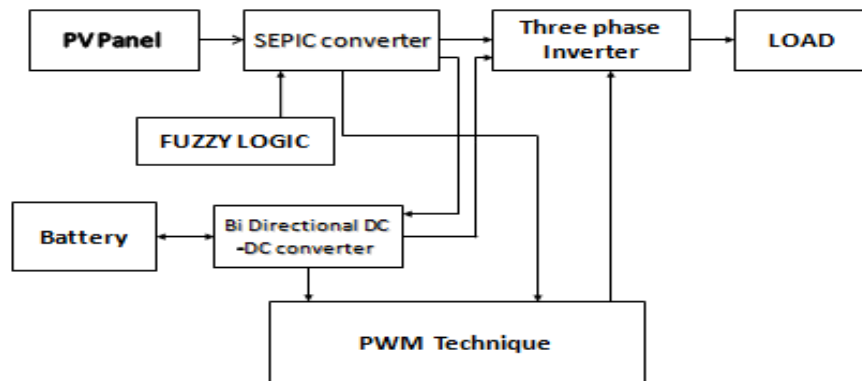 PV Panel
SEPIC converter
Three phase
Inverter
LOAD
FUZZY LOGIC
Battery
Bi Directional DC
-DC converter
PWM Technique